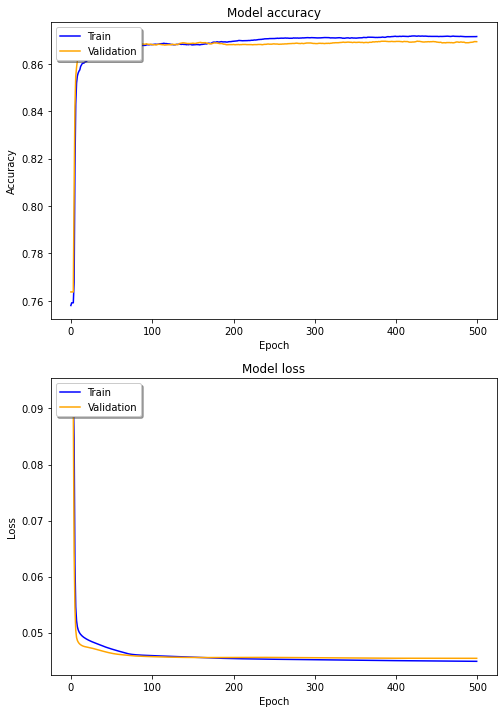 Model accuracy
Train
Validation
0.86
0.84
0.82
0.80
0.78
0.76
Accuracy
0 100 200 300 400 500
Epoch
Model loss
Train
Validation
0.09
0.08
0.07
0.06
0.05
Loss
0 100 200 300 400 500
Epoch